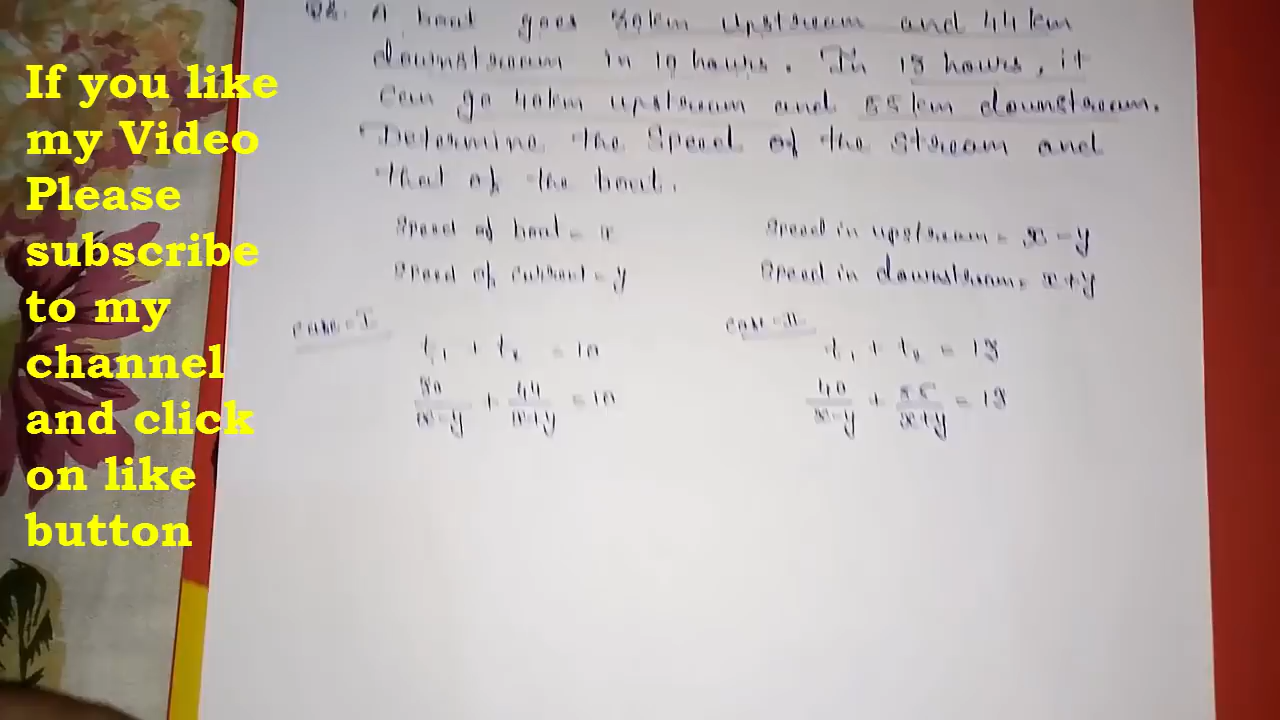 If you like
my Video
Please
subscribe
to my
channel
and click
on like
button
A boat goes 30km upstream and 44km
downstream in 10 hours. In 13 hours, it
can go 40km upstream and 55km downstream.
Determine the Speed of the stream and
that of the boat.
Speed of boat = x
Speed in upstream = x-y
Speed of current = y
Speed in downstream = x+y
case-I
case-II
t₁ + t₂ = 10
t₁ + t₂ = 13
30/x-y + 44/x+y = 10
40/x-y + 55/x+y = 13